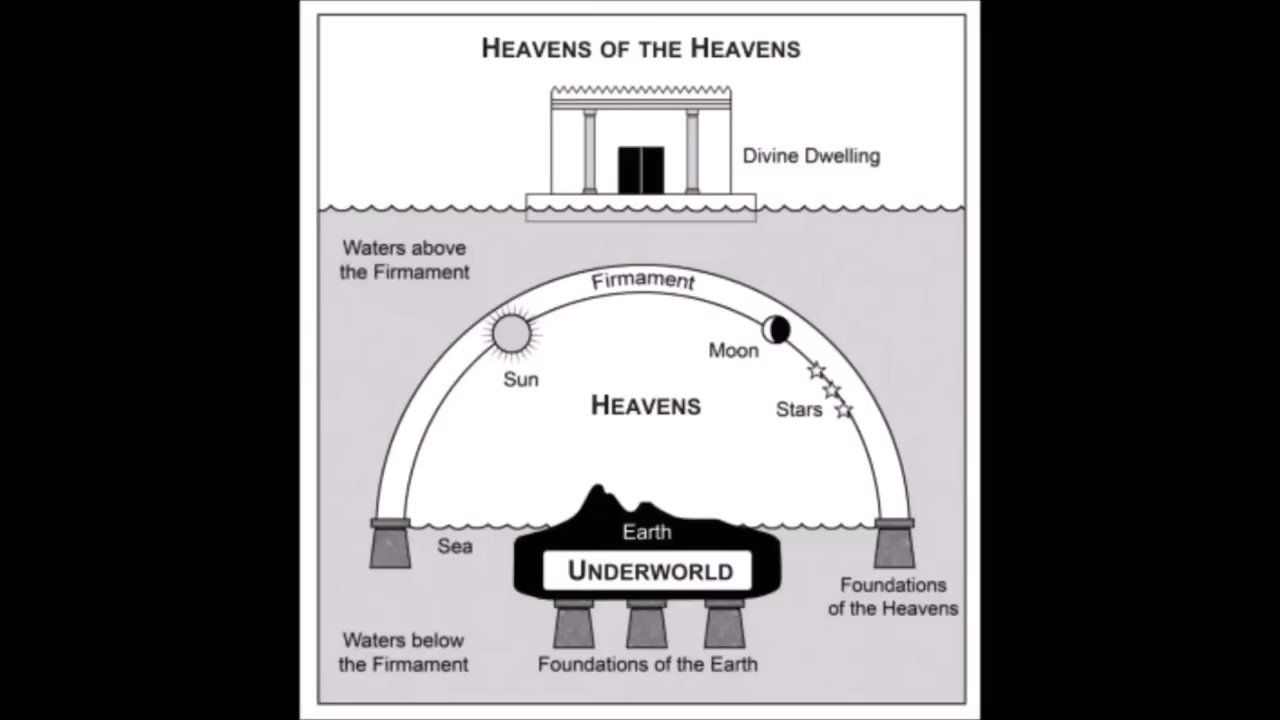 HEAVENS OF THE HEAVENS
Divine Dwelling
Waters above
the Firmament
Firmament
Sun
Moon
HEAVENS
Stars
Earth
Sea
UNDERWORLD
Foundations
of the Heavens
Waters below
the Firmament
Foundations of the Earth